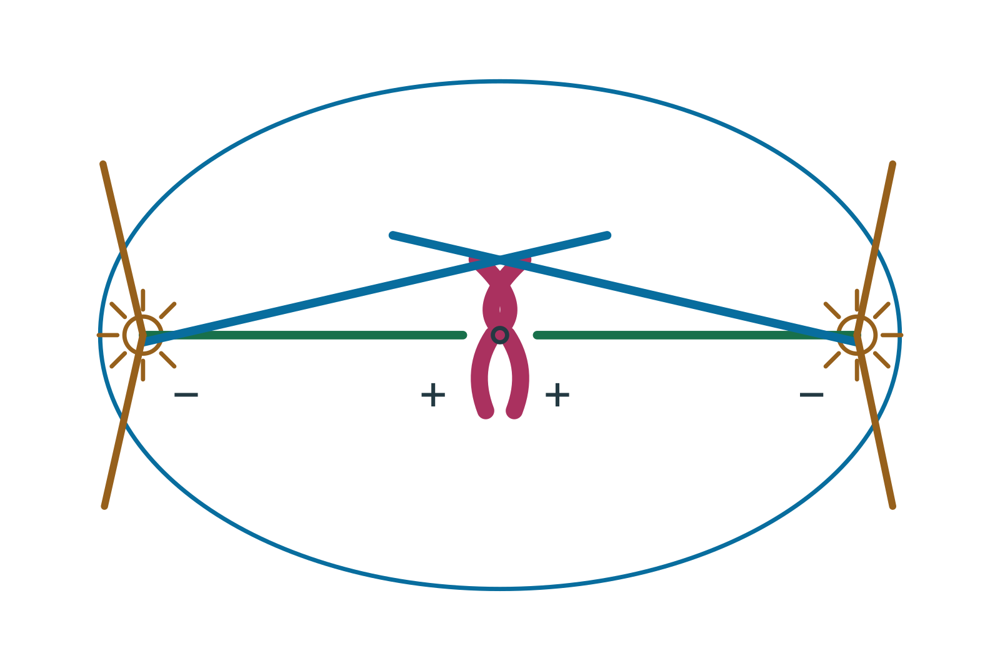 − + + −